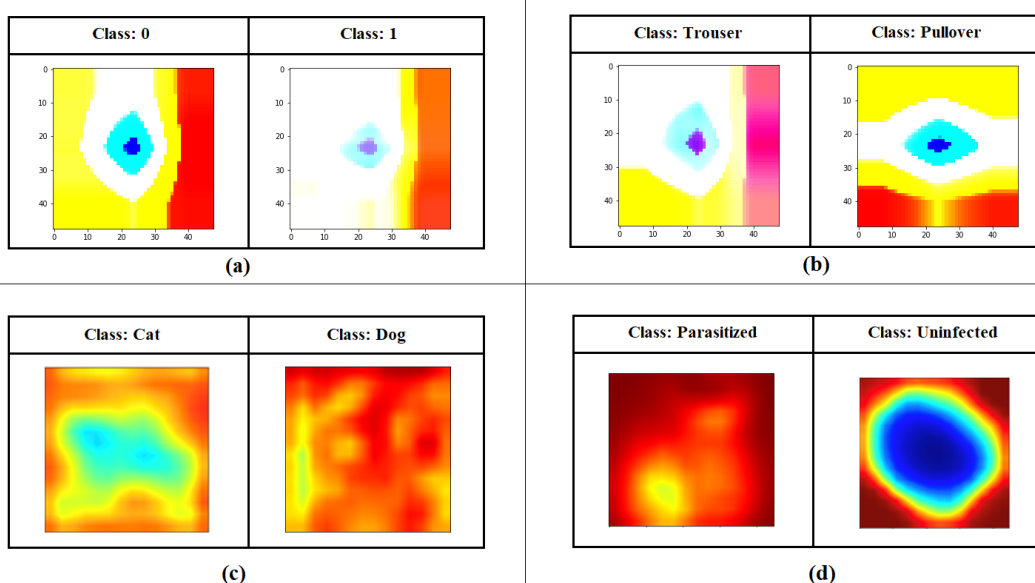 Class: 0
Class: 1
0
10
20
30
40
0 10 20 30 40
0
10
20
30
40
0 10 20 30 40
(a)
Class: Trouser
Class: Pullover
0
10
20
30
40
0 10 20 30 40
0
10
20
30
40
0 10 20 30 40
(b)
Class: Cat
Class: Dog
(c)
Class: Parasitized
Class: Uninfected
(d)